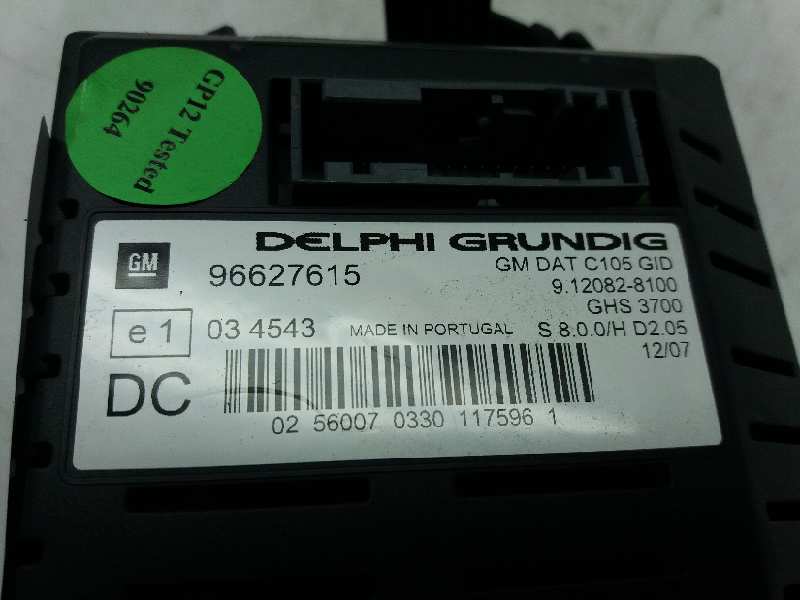 GP12 Tested
90264
DELPHI GRUNDIG
GM
96627615
GM DAT C105 GID
9.12082-8100
GHS 3700
e 1
03 4543
MADE IN PORTUGAL
S 8.0.0/H D2.05
12/07
DC
02 56007 0330 117596 1